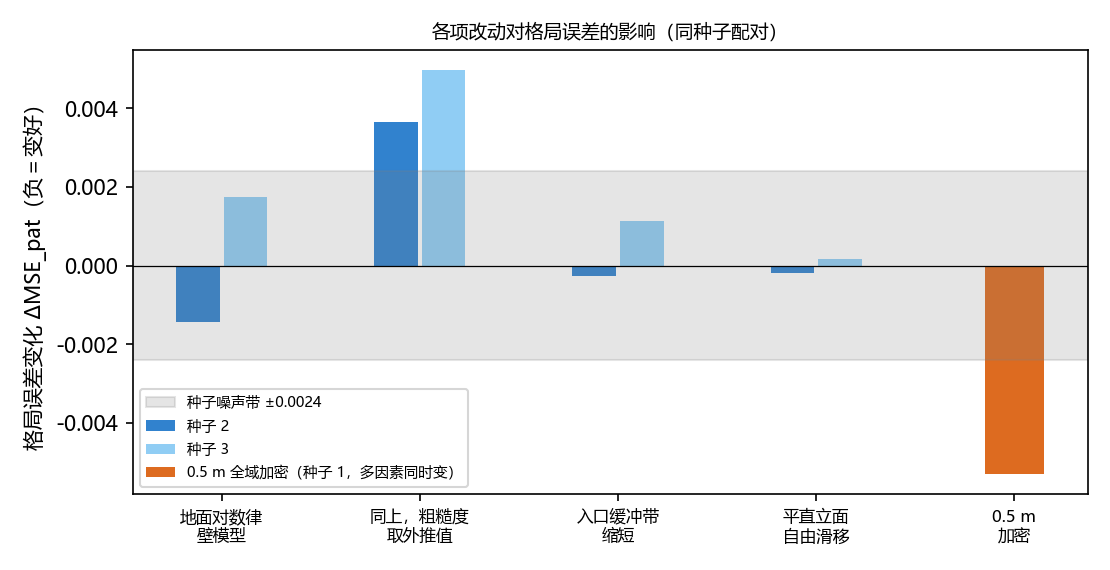 各项改动对格局误差的影响（同种子配对）
格局误差变化 ΔMSE_pat（负 = 变好）
0.004
0.002
0.000
-0.002
-0.004
种子噪声带 ±0.0024
种子 2
种子 3
0.5 m 全域加密（种子 1，多因素同时变）
地面对数律
壁模型
同上，粗糙度
取外推值
入口缓冲带
缩短
平直立面
自由滑移
0.5 m
加密